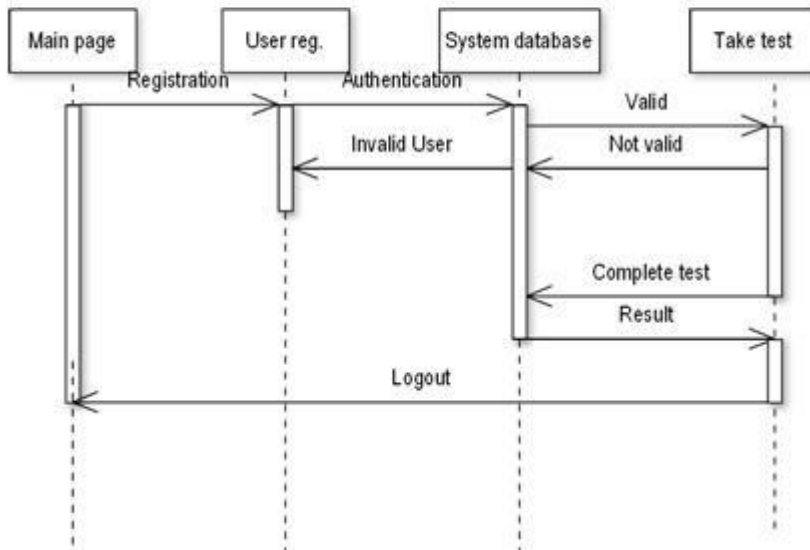 Main page
User reg.
System database
Take test
Registration
Authentication
Valid
Invalid User
Not valid
Complete test
Result
Logout